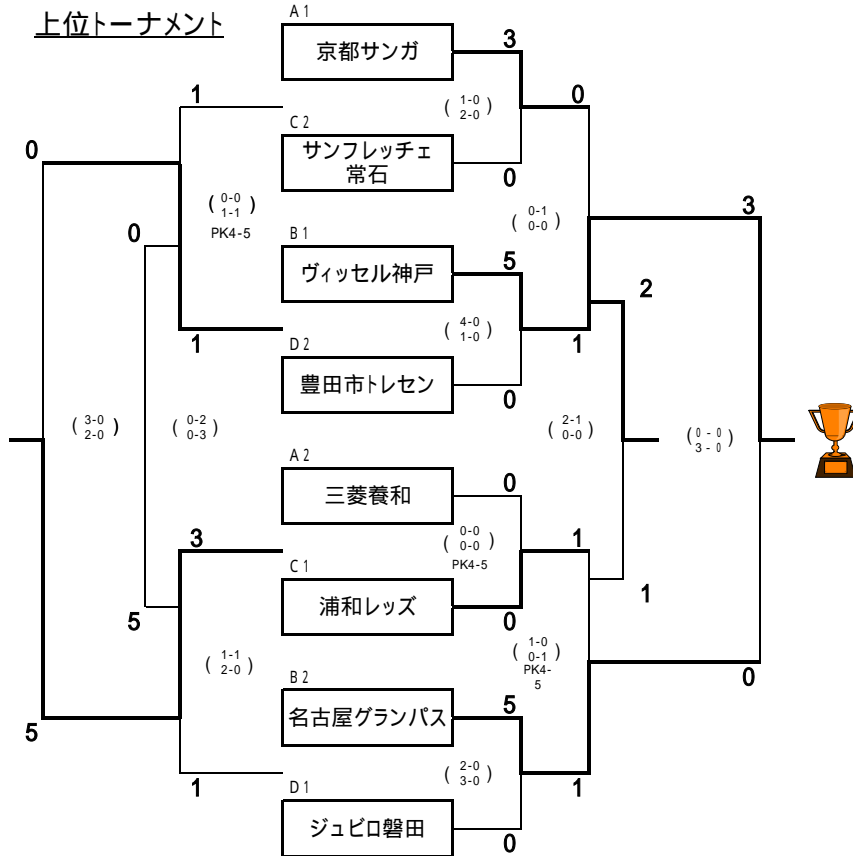 上位トーナメント
A1
京都サンガ
3
1
1-0
( )
2-0
0
C2
サンフレッチェ
常石
0
0
0-0
( )
1-1
PK4-5
0-1
( )
0-0
3
0
B1
ヴィッセル神戸
5
2
4-0
( )
1-0
1
1
D2
豊田市トレセン
0
3-0
( )
2-0
0-2
( )
0-3
2-1
( )
0-0
0-0
( )
3-0
A2
三菱養和
0
0-0
( )
0-0
PK4-5
3
1
C1
浦和レッズ
0
5
1
1-1
( )
2-0
1-0
( )
0-1
PK4-
5
0
B2
名古屋グランパス
5
5
2-0
( )
3-0
1
1
D1
ジュビロ磐田
0